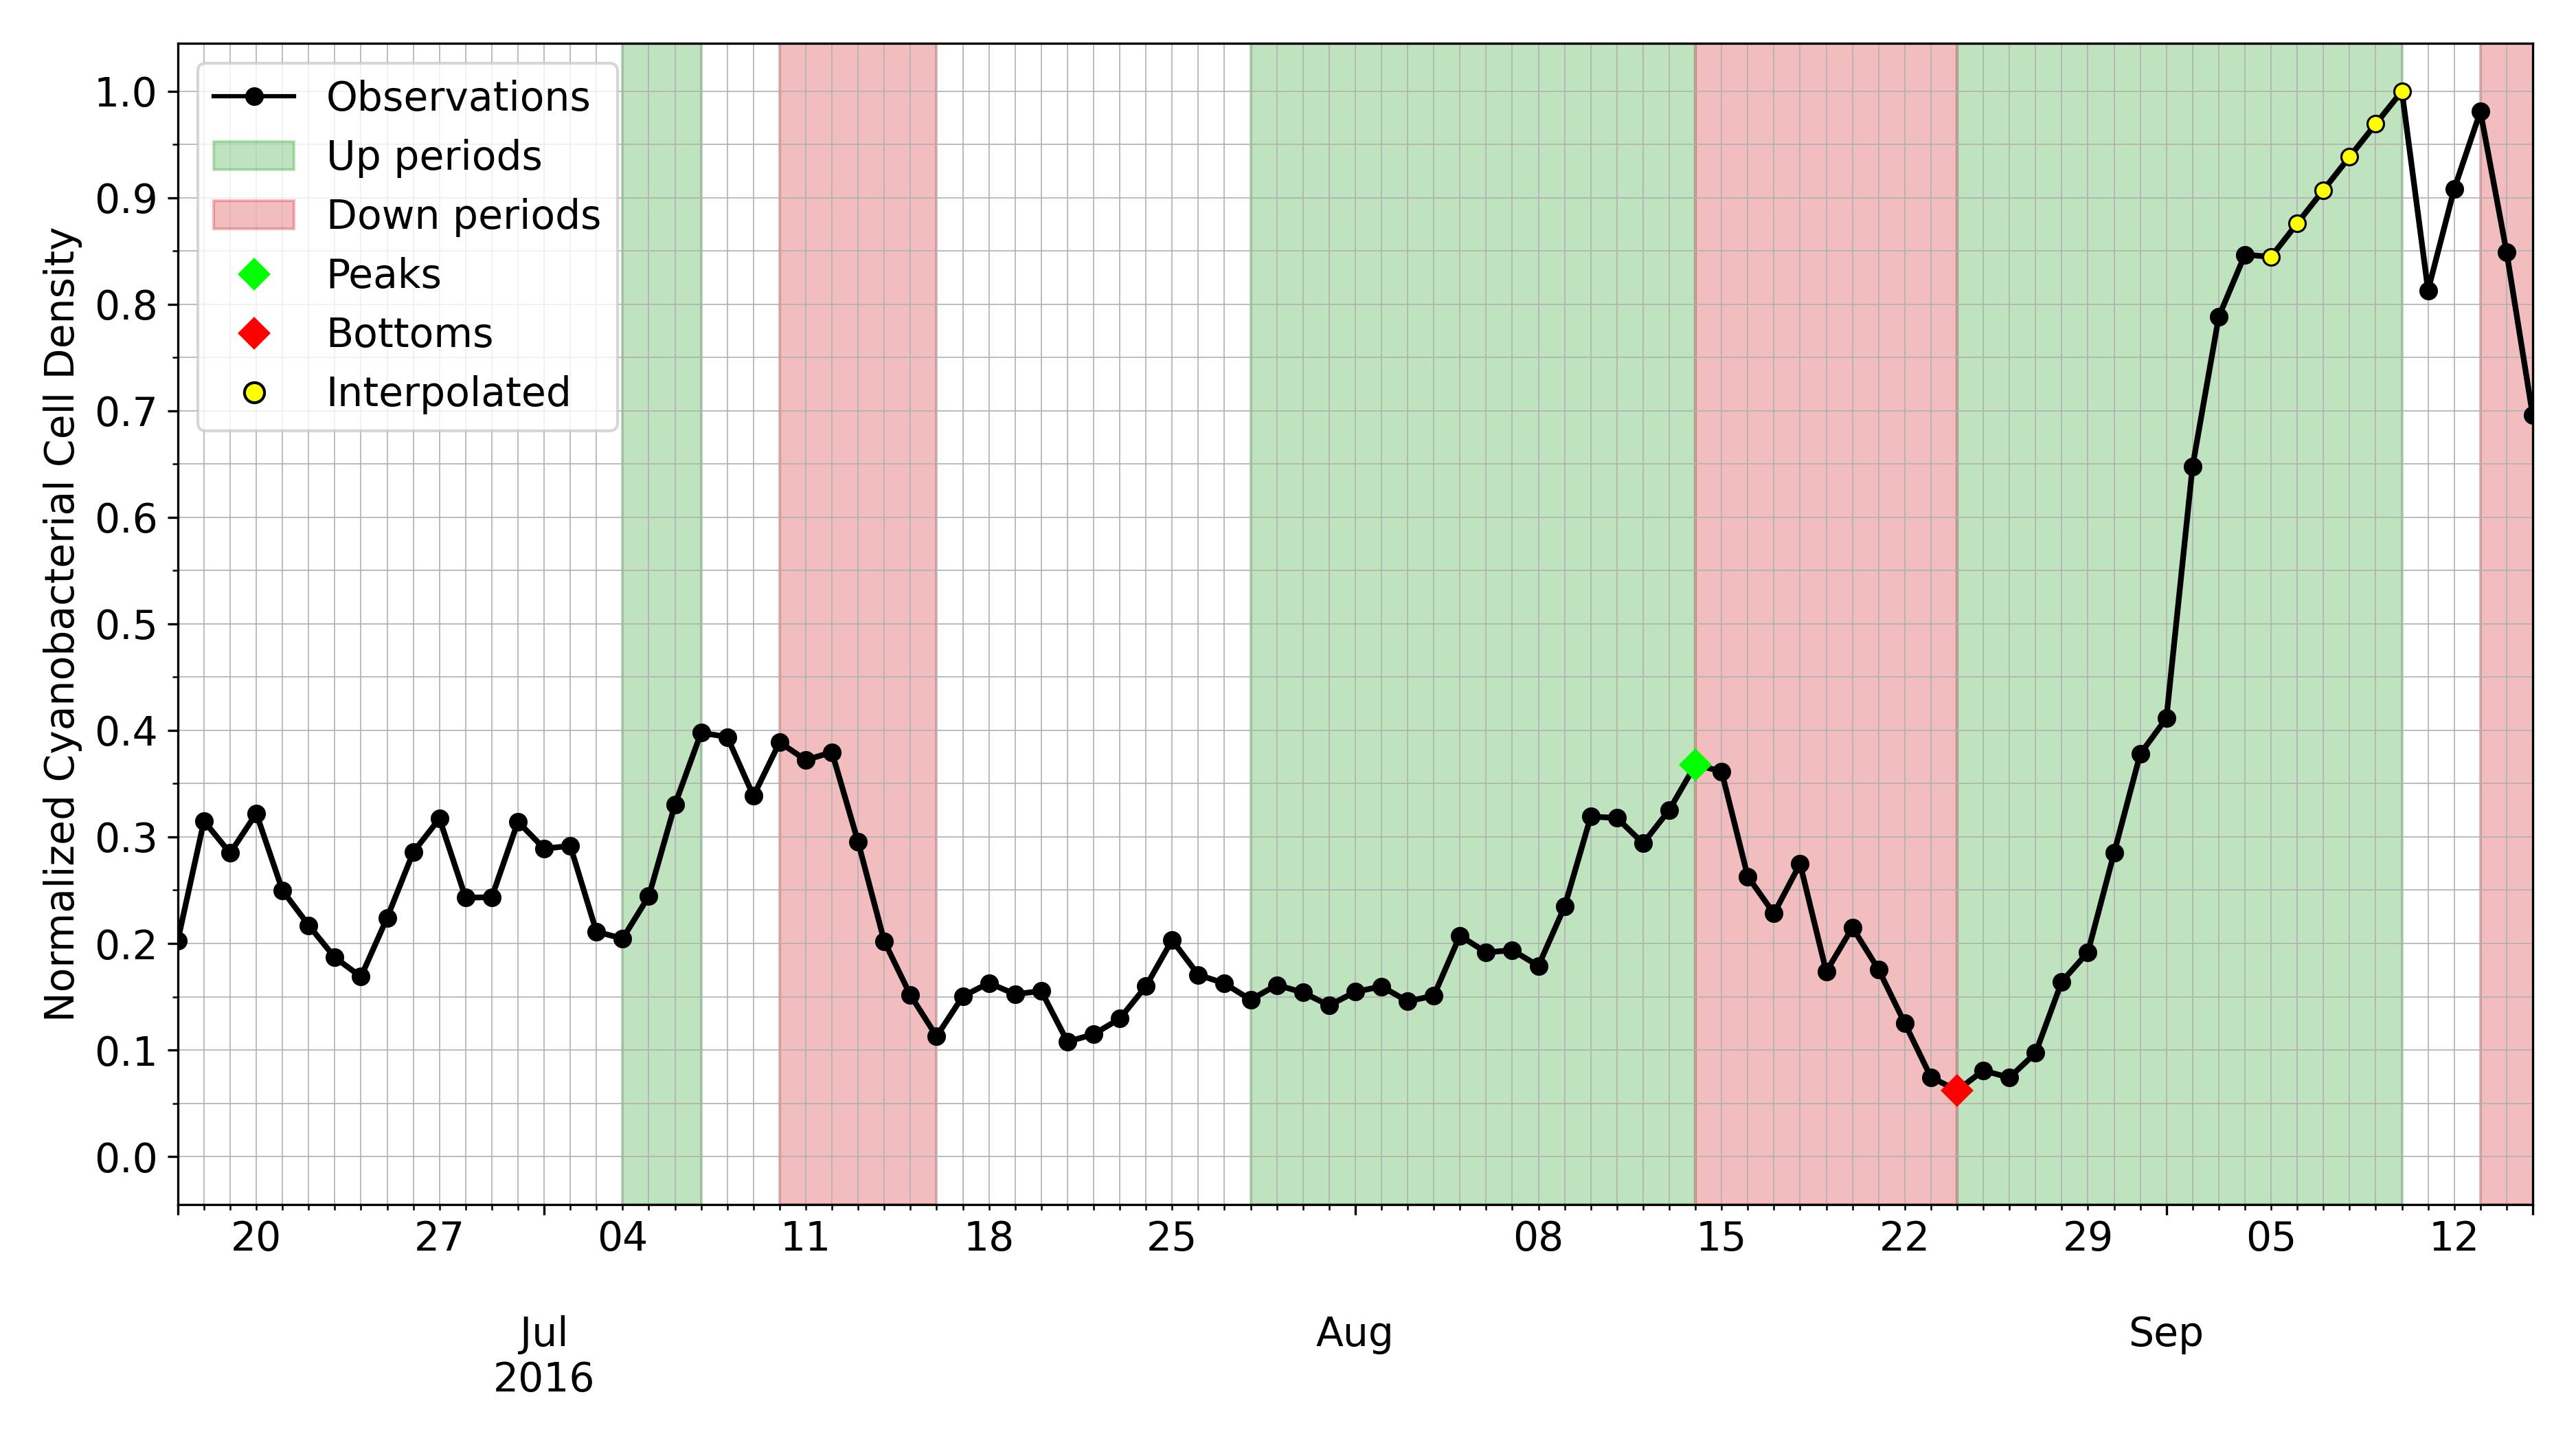 Normalized Cyanobacterial Cell Density
1.0
0.9
0.8
0.7
0.6
0.5
0.4
0.3
0.2
0.1
0.0
Observations
Up periods
Down periods
Peaks
Bottoms
Interpolated
20 27 04 11 18 25 08 15 22 29 05 12
Jul Aug Sep
2016